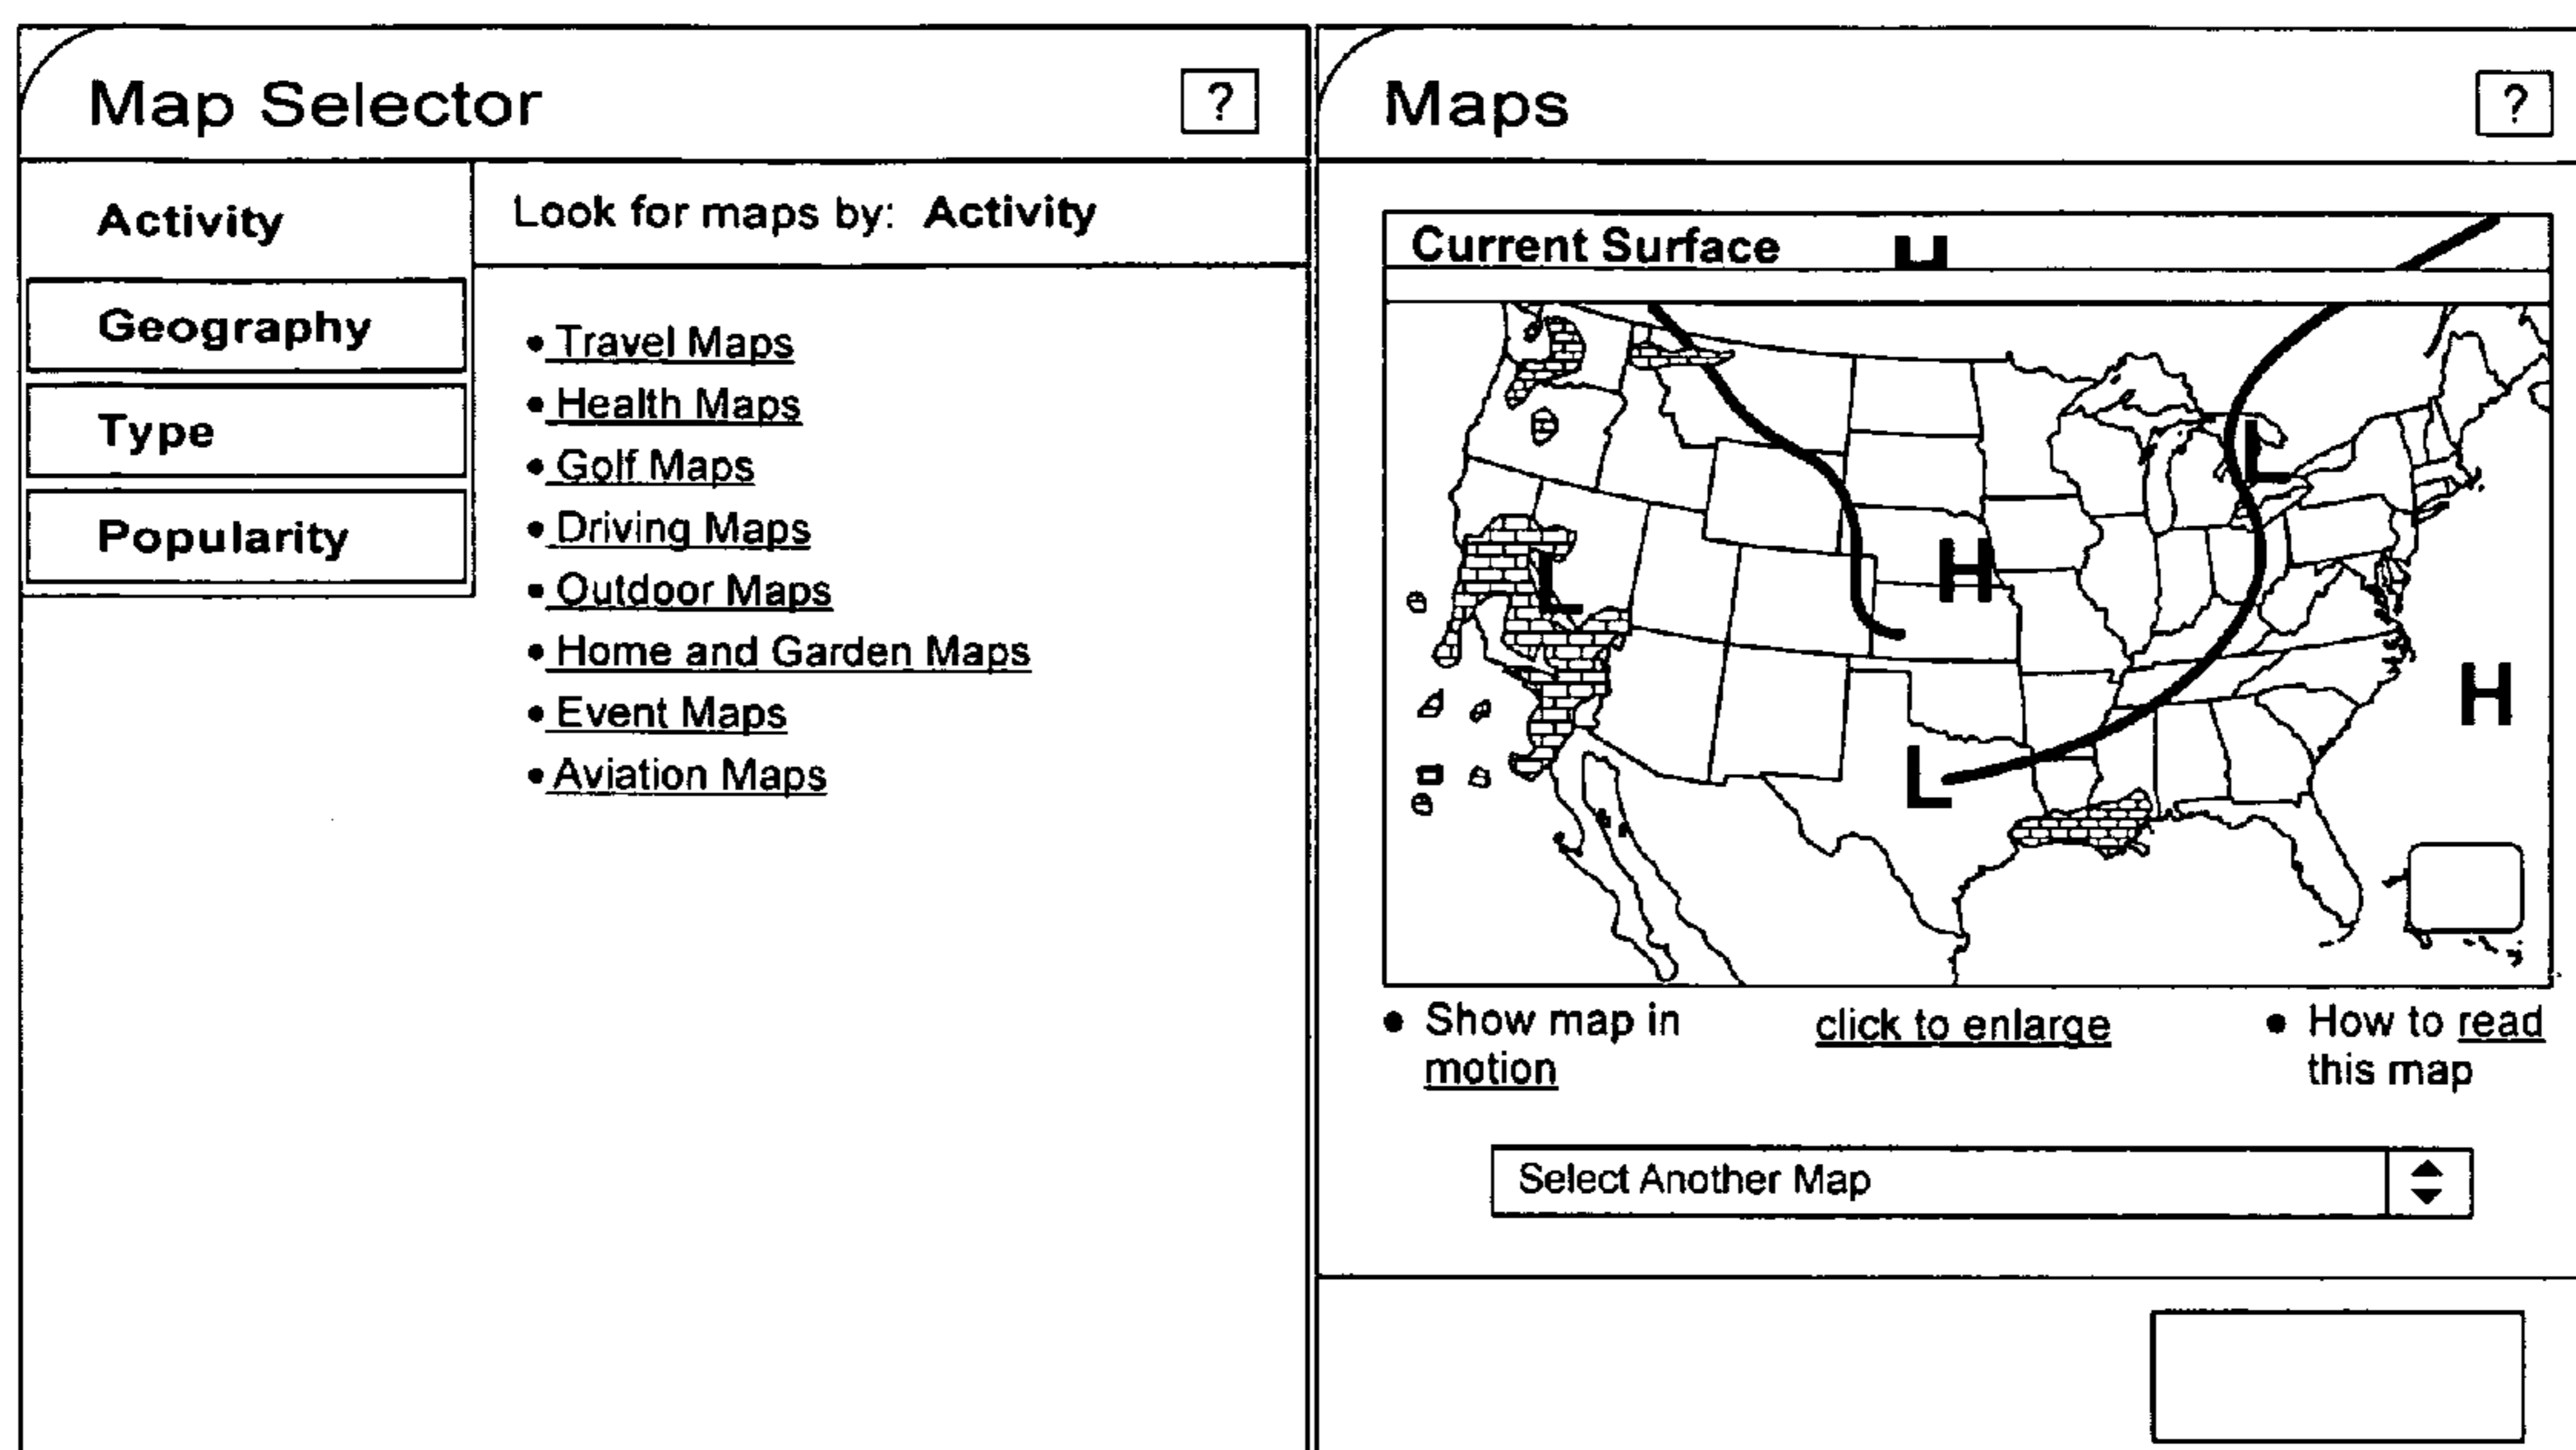 Map Selector
?
Activity
Geography
Type
Popularity
Look for maps by: Activity
• Travel Maps
• Health Maps
• Golf Maps
• Driving Maps
• Outdoor Maps
• Home and Garden Maps
• Event Maps
• Aviation Maps
Maps
?
Current Surface
L
L
H
H
L
• Show map in
motion
click to enlarge
• How to read
this map
Select Another Map